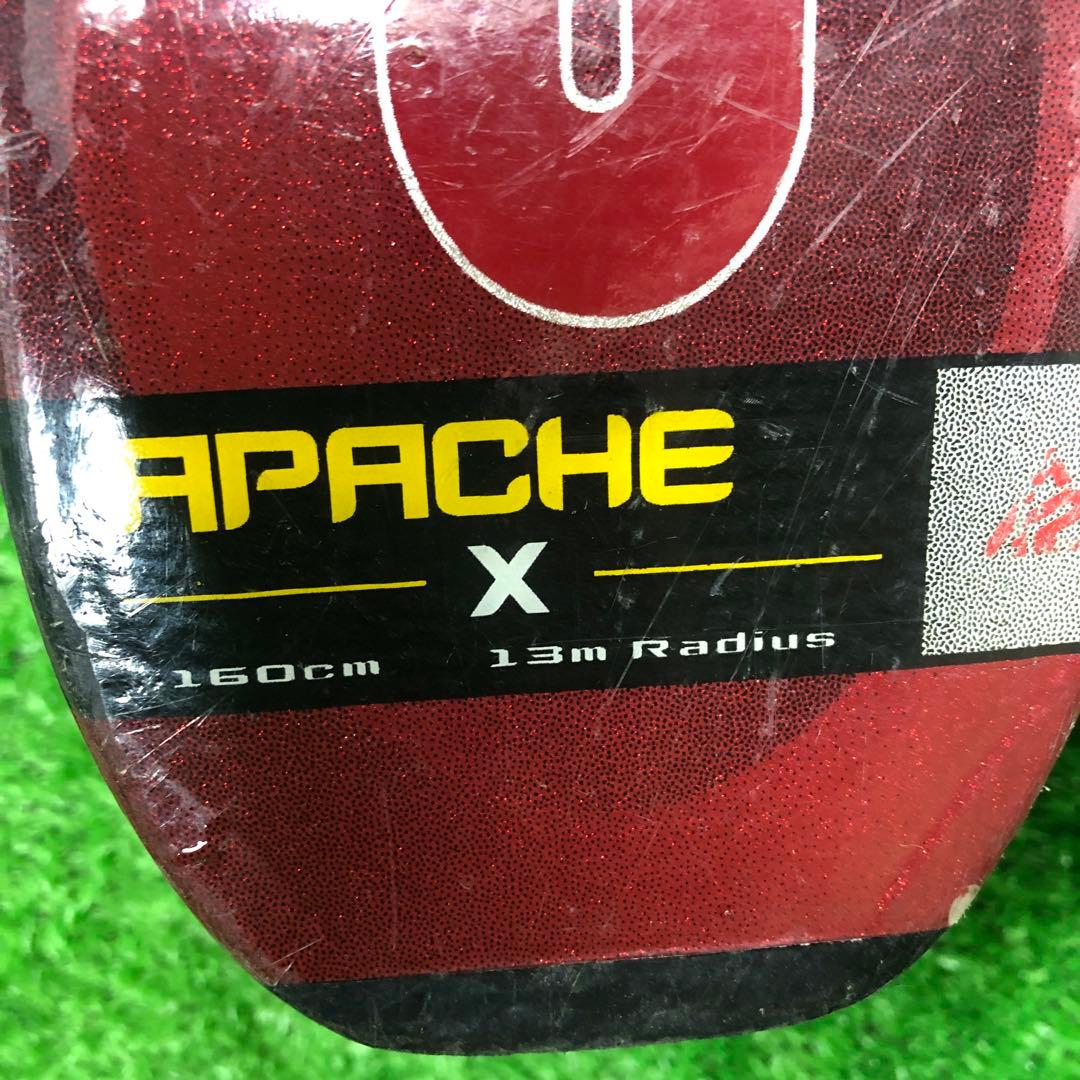 APACHE
X
160cm 13m Radius